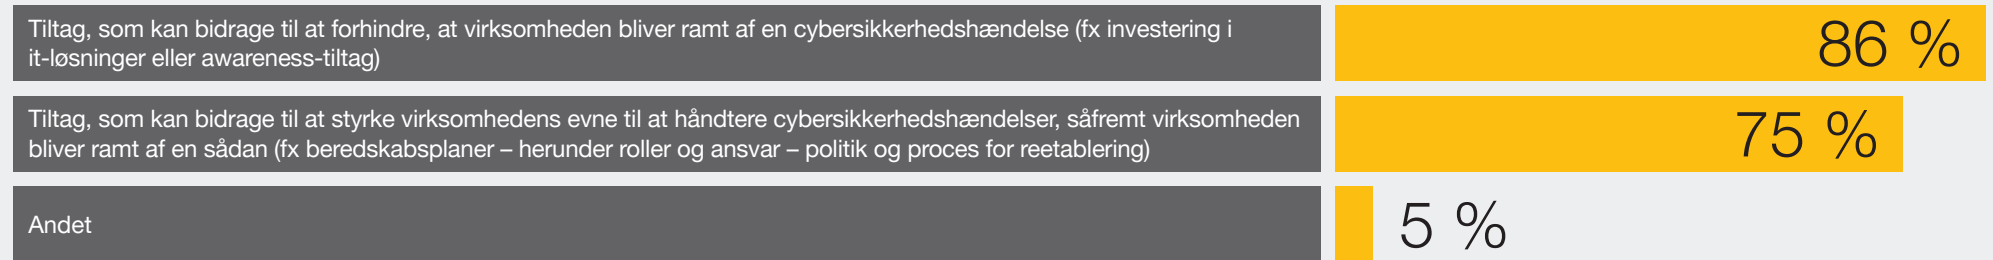 Tiltag, som kan bidrage til at forhindre, at virksomheden bliver ramt af en cybersikkerhedshændelse (fx investering i
it-løsninger eller awareness-tiltag)
86 %
Tiltag, som kan bidrage til at styrke virksomhedens evne til at håndtere cybersikkerhedshændelser, såfremt virksomheden
bliver ramt af en sådan (fx beredskabsplaner – herunder roller og ansvar – politik og proces for reetablering)
75 %
Andet
5 %